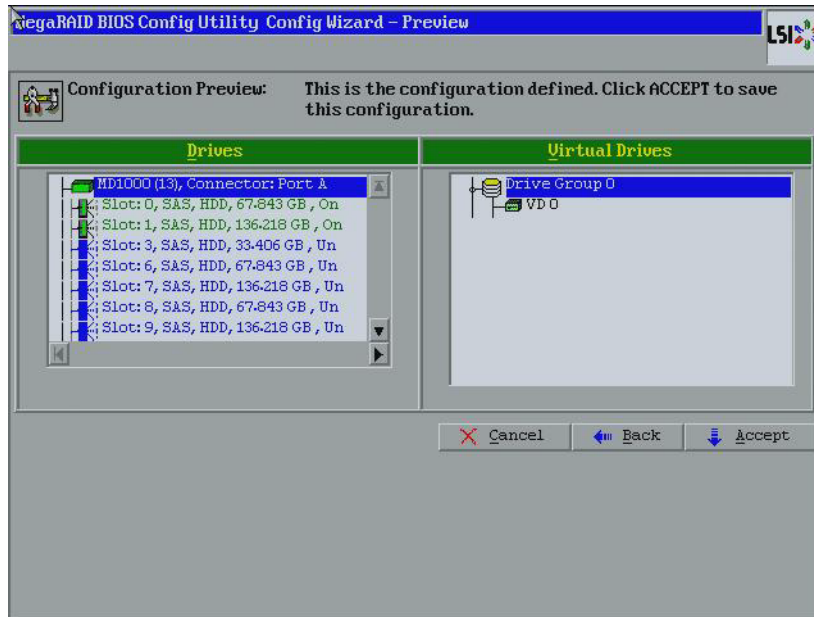 MegaRAID BIOS Config Utility Config Wizard – Preview
LSI
Configuration Preview:
This is the configuration defined. Click ACCEPT to save
this configuration.
Drives
MD1000 (13), Connector: Port A
Slot: 0, SAS, HDD, 67.843 GB , On
Slot: 1, SAS, HDD, 136.218 GB , On
Slot: 3, SAS, HDD, 33.406 GB , Un
Slot: 6, SAS, HDD, 67.843 GB , Un
Slot: 7, SAS, HDD, 136.218 GB , Un
Slot: 8, SAS, HDD, 67.843 GB , Un
Slot: 9, SAS, HDD, 136.218 GB , Un
Virtual Drives
Drive Group 0
VD 0
Cancel
Back
Accept